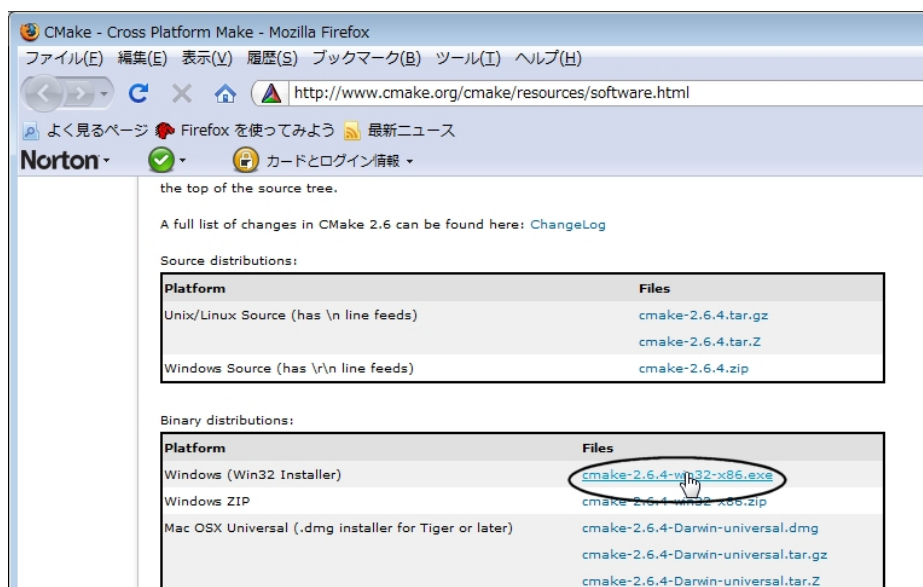 CMake - Cross Platform Make - Mozilla Firefox
ファイル(F) 編集(E) 表示(V) 履歴(S) ブックマーク(B) ツール(T) ヘルプ(H)
http://www.cmake.org/cmake/resources/software.html
よく見るページ Firefox を使ってみよう 最新ニュース
Norton カードとログイン情報
the top of the source tree.
A full list of changes in CMake 2.6 can be found here: ChangeLog
Source distributions:
Platform Files
Unix/Linux Source (has \n line feeds) cmake-2.6.4.tar.gz
cmake-2.6.4.tar.Z
Windows Source (has \r\n line feeds) cmake-2.6.4.zip
Binary distributions:
Platform Files
Windows (Win32 Installer) cmake-2.6.4-win32-x86.exe
Windows ZIP cmake-2.6.4-win32-x86.zip
Mac OSX Universal (.dmg installer for Tiger or later) cmake-2.6.4-Darwin-universal.dmg
cmake-2.6.4-Darwin-universal.tar.gz
cmake-2.6.4-Darwin-universal.tar.Z